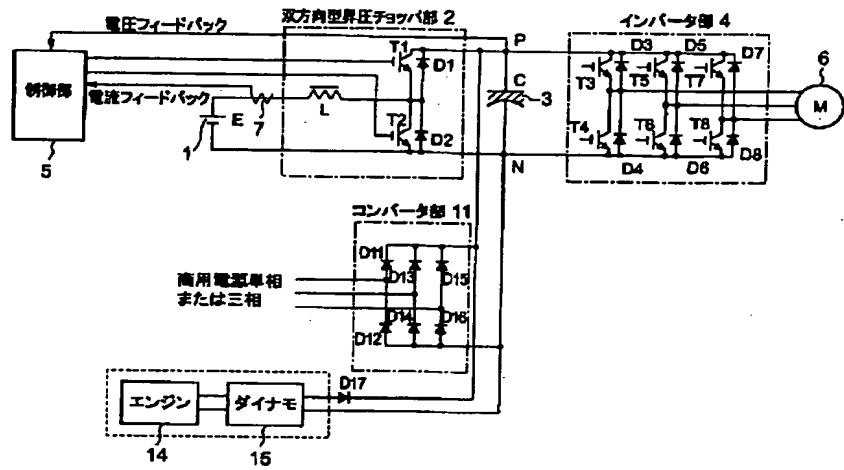 電圧フィードバック
双方向型昇圧チョッパ部 2
インバータ部 4
P
T1
D1
D3
D5
D7
6
制御部
C
T3
T5
T7
M
電流フィードバック
3
5
1
E
7
L
T2
D2
T4
T6
T8
D8
N
D4
D6
コンバータ部 11
D11
D13
D15
商用電源単相
または三相
D14
D16
D12
D17
エンジン
ダイナモ
14
15